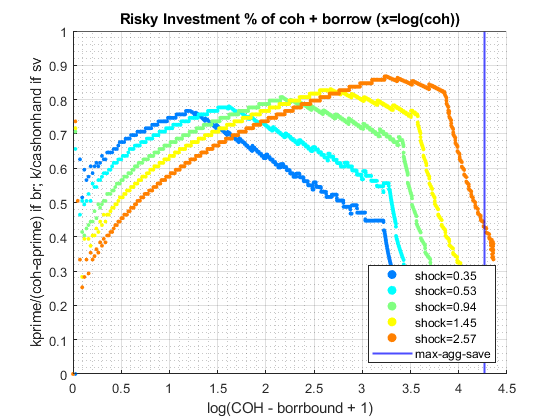 Risky Investment % of coh + borrow (x=log(coh))
kprime/(coh-aprime) if br; k/cashonhand if sv
1
0.9
0.8
0.7
0.6
0.5
0.4
0.3
0.2
0.1
0
0
0.5
1
1.5
2
2.5
3
3.5
4
4.5
log(COH - borrbound + 1)
shock=0.35
shock=0.53
shock=0.94
shock=1.45
shock=2.57
max-agg-save